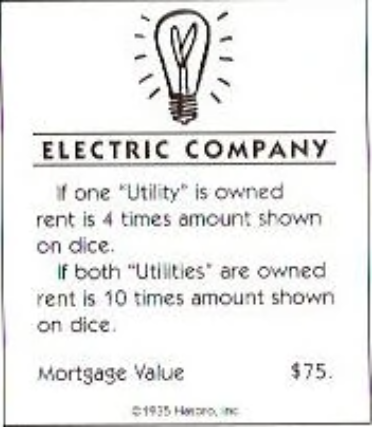 ELECTRIC COMPANY
If one "Utility" is owned
rent is 4 times amount shown
on dice.
If both "Utilities" are owned
rent is 10 times amount shown
on dice.
Mortgage Value $75.
©1935 Hasbro, Inc.